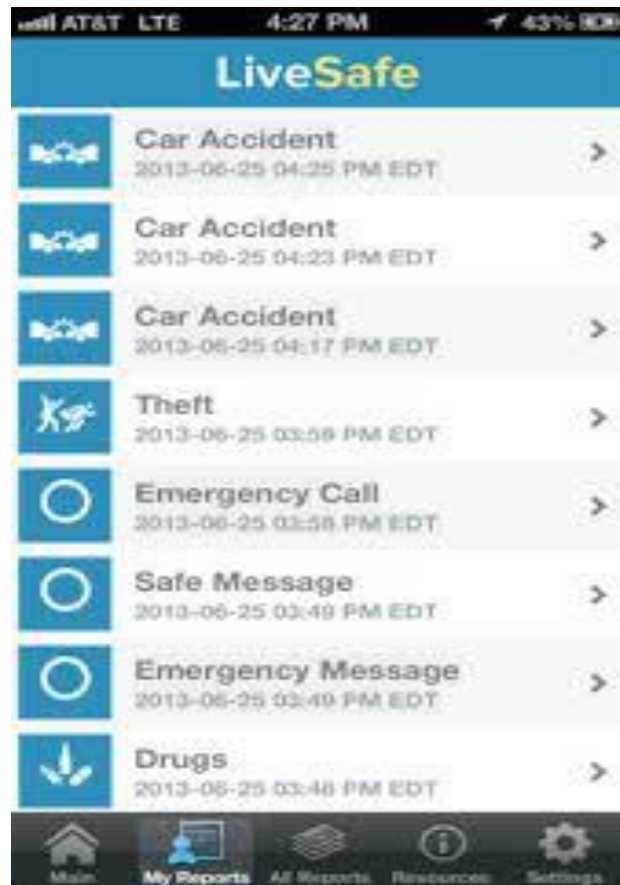 AT&T LTE 4:27 PM 43%
LiveSafe
Car Accident
2013-06-25 04:25 PM EDT
Car Accident
2013-06-25 04:23 PM EDT
Car Accident
2013-06-25 04:17 PM EDT
Theft
2013-06-25 03:58 PM EDT
Emergency Call
2013-06-25 03:58 PM EDT
Safe Message
2013-06-25 03:49 PM EDT
Emergency Message
2013-06-25 03:49 PM EDT
Drugs
2013-06-25 03:48 PM EDT
Main My Reports All Reports Resources Settings